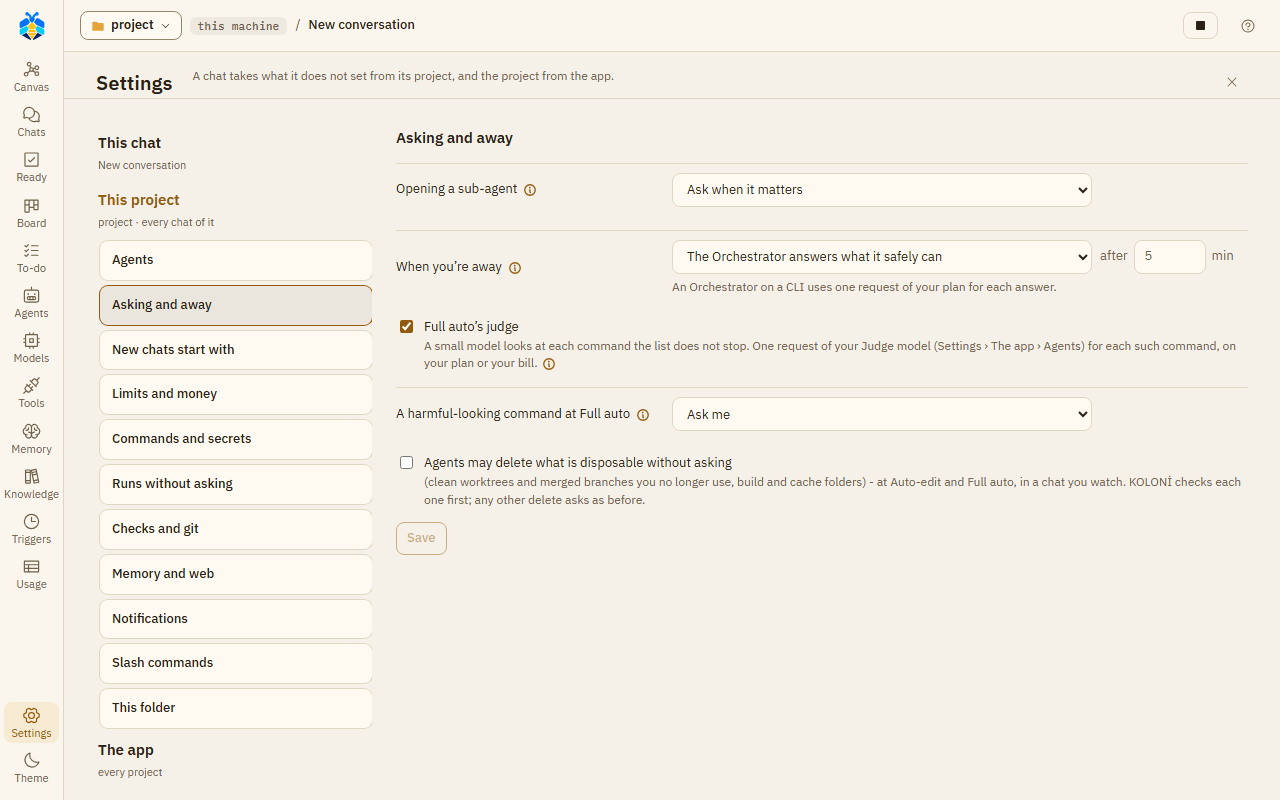 project
this machine
/
New conversation
Canvas
Chats
Ready
Board
To-do
Agents
Models
Tools
Memory
Knowledge
Triggers
Usage
Settings
Theme
Settings
A chat takes what it does not set from its project, and the project from the app.
This chat
New conversation
This project
project · every chat of it
Agents
Asking and away
New chats start with
Limits and money
Commands and secrets
Runs without asking
Checks and git
Memory and web
Notifications
Slash commands
This folder
The app
every project
Asking and away
Opening a sub-agent
Ask when it matters
When you’re away
The Orchestrator answers what it safely can
after
5
min
An Orchestrator on a CLI uses one request of your plan for each answer.
Full auto’s judge
A small model looks at each command the list does not stop. One request of your Judge model (Settings › The app › Agents) for each such command, on
your plan or your bill.
A harmful-looking command at Full auto
Ask me
Agents may delete what is disposable without asking
(clean worktrees and merged branches you no longer use, build and cache folders) - at Auto-edit and Full auto, in a chat you watch. KOLONİ checks each
one first; any other delete asks as before.
Save